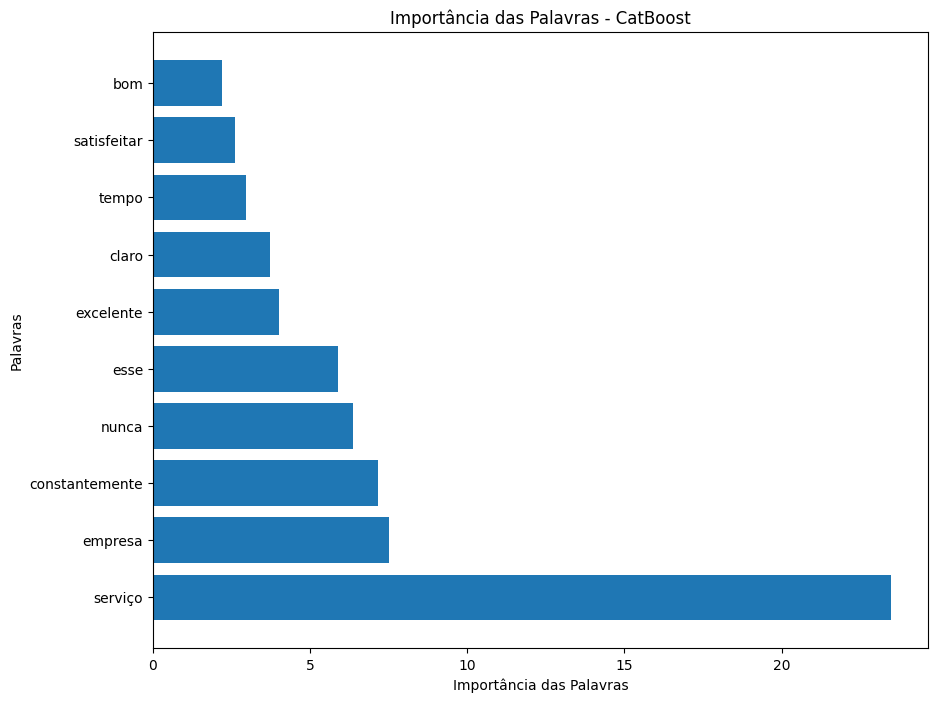 Importância das Palavras - CatBoost
Palavras
bom
satisfeitar
tempo
claro
excelente
esse
nunca
constantemente
empresa
serviço
0 5 10 15 20
Importância das Palavras